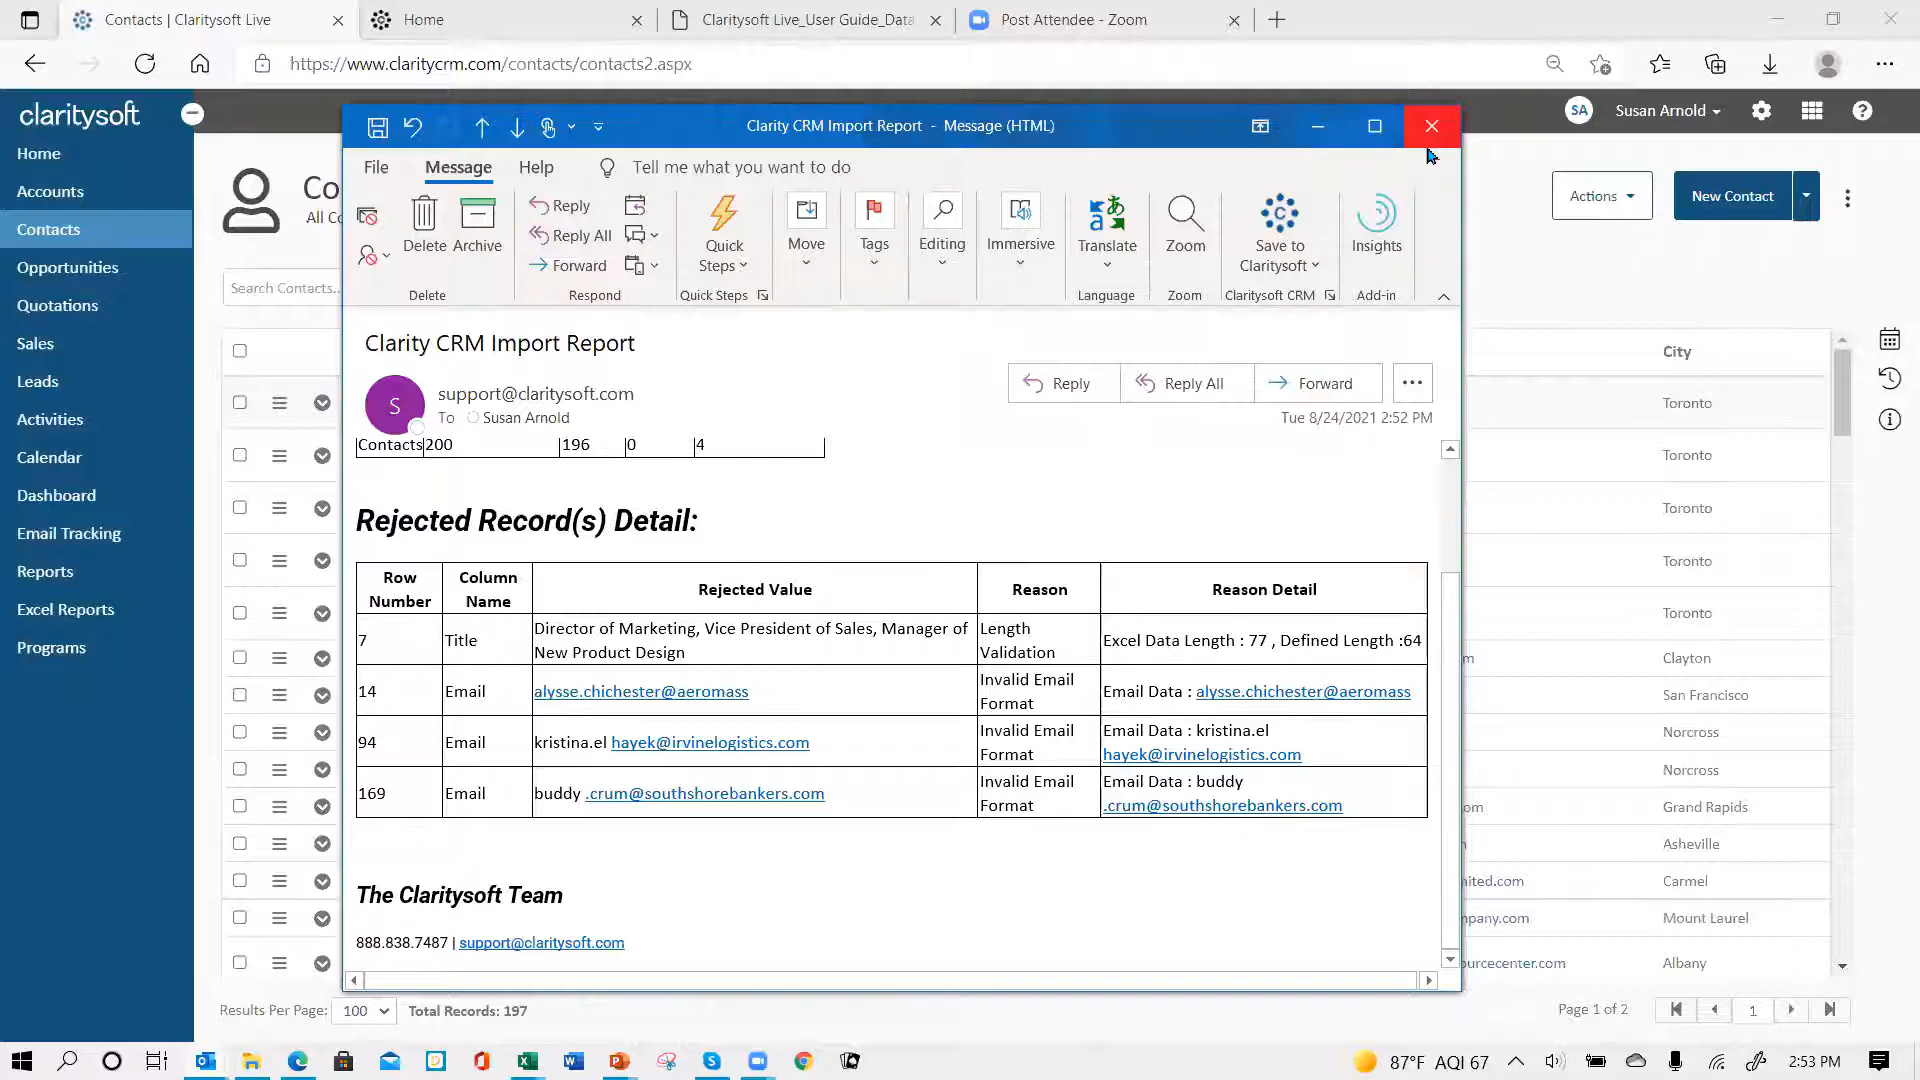 Contacts | Claritysoft Live
Home
Claritysoft Live_User Guide_Data
Post Attendee - Zoom
https://www.claritycrm.com/contacts/contacts2.aspx
claritysoft
SA
Susan Arnold
Home
Accounts
Contacts
Opportunities
Quotations
Sales
Leads
Activities
Calendar
Dashboard
Email Tracking
Reports
Excel Reports
Programs
Co
All Co
Search Contacts..
Actions
New Contact
City
Toronto
Toronto
Toronto
Toronto
Toronto
m
Clayton
San Francisco
Norcross
Norcross
om
Grand Rapids
n
Asheville
nited.com
Carmel
mpany.com
Mount Laurel
ourcecenter.com
Albany
Results Per Page:
100
Total Records: 197
Page 1 of 2
1
Clarity CRM Import Report - Message (HTML)
File
Message
Help
Tell me what you want to do
Delete
Archive
Delete
Reply
Reply All
Forward
Respond
Quick
Steps
Quick Steps
Move
Tags
Editing
Immersive
Translate
Language
Zoom
Zoom
Save to
Claritysoft
Claritysoft CRM
Insights
Add-in
Clarity CRM Import Report
S
support@claritysoft.com
To Susan Arnold
Reply
Reply All
Forward
Tue 8/24/2021 2:52 PM
Contacts 200 196 0 4
Rejected Record(s) Detail:
Row
Number
Column
Name
Rejected Value
Reason
Reason Detail
7
Title
Director of Marketing, Vice President of Sales, Manager of
New Product Design
Length
Validation
Excel Data Length : 77 , Defined Length :64
14
Email
alysse.chichester@aeromass
Invalid Email
Format
Email Data : alysse.chichester@aeromass
94
Email
kristina.el hayek@irvinelogistics.com
Invalid Email
Format
Email Data : kristina.el
hayek@irvinelogistics.com
169
Email
buddy .crum@southshorebankers.com
Invalid Email
Format
Email Data : buddy
.crum@southshorebankers.com
The Claritysoft Team
888.838.7487 | support@claritysoft.com
87°F AQI 67
2:53 PM